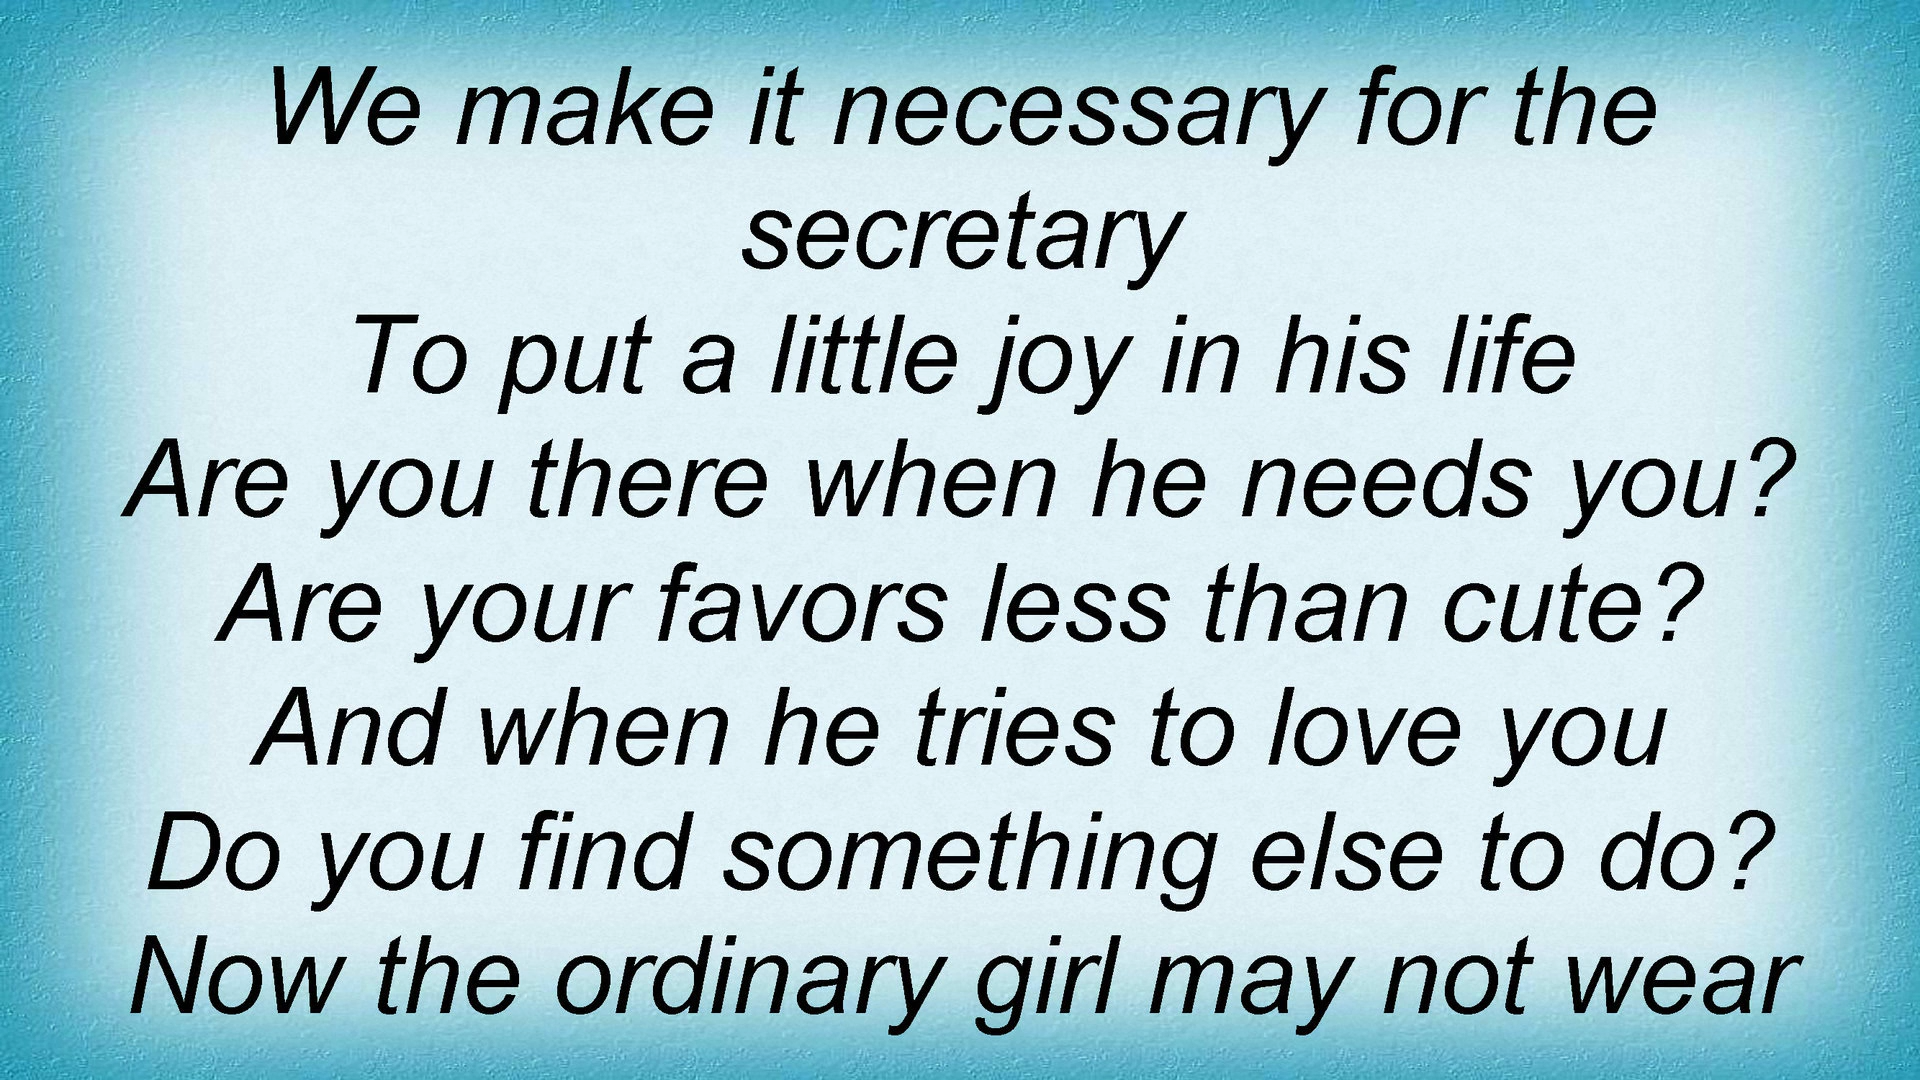 We make it necessary for the
secretary
To put a little joy in his life
Are you there when he needs you?
Are your favors less than cute?
And when he tries to love you
Do you find something else to do?
Now the ordinary girl may not wear